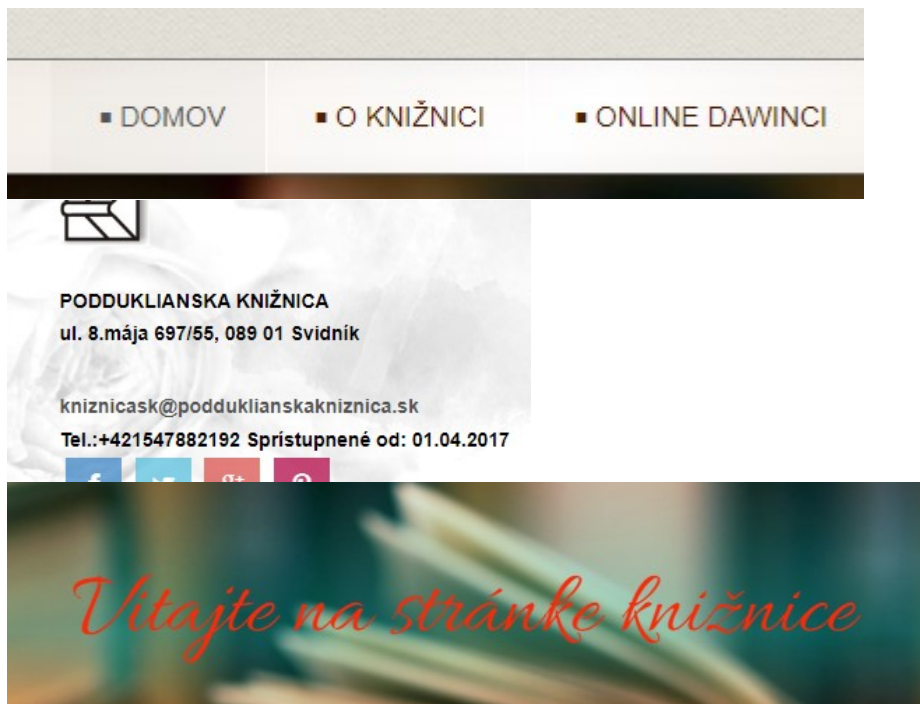 ▪ DOMOV ▪ O KNIŽNICI ▪ ONLINE DAWINCI
PODDUKLIANSKA KNIŽNICA
ul. 8.mája 697/55, 089 01 Svidník
kniznicask@podduklianskakniznica.sk
Tel.:+421547882192 Sprístupnené od: 01.04.2017
Vitajte na stránke knižnice